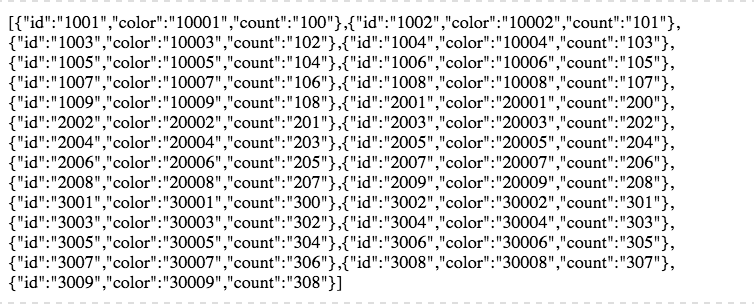 [{"id":"1001","color":"10001","count":"100"},{"id":"1002","color":"10002","count":"101"},
{"id":"1003","color":"10003","count":"102"},{"id":"1004","color":"10004","count":"103"},
{"id":"1005","color":"10005","count":"104"},{"id":"1006","color":"10006","count":"105"},
{"id":"1007","color":"10007","count":"106"},{"id":"1008","color":"10008","count":"107"},
{"id":"1009","color":"10009","count":"108"},{"id":"2001","color":"20001","count":"200"},
{"id":"2002","color":"20002","count":"201"},{"id":"2003","color":"20003","count":"202"},
{"id":"2004","color":"20004","count":"203"},{"id":"2005","color":"20005","count":"204"},
{"id":"2006","color":"20006","count":"205"},{"id":"2007","color":"20007","count":"206"},
{"id":"2008","color":"20008","count":"207"},{"id":"2009","color":"20009","count":"208"},
{"id":"3001","color":"30001","count":"300"},{"id":"3002","color":"30002","count":"301"},
{"id":"3003","color":"30003","count":"302"},{"id":"3004","color":"30004","count":"303"},
{"id":"3005","color":"30005","count":"304"},{"id":"3006","color":"30006","count":"305"},
{"id":"3007","color":"30007","count":"306"},{"id":"3008","color":"30008","count":"307"},
{"id":"3009","color":"30009","count":"308"}]